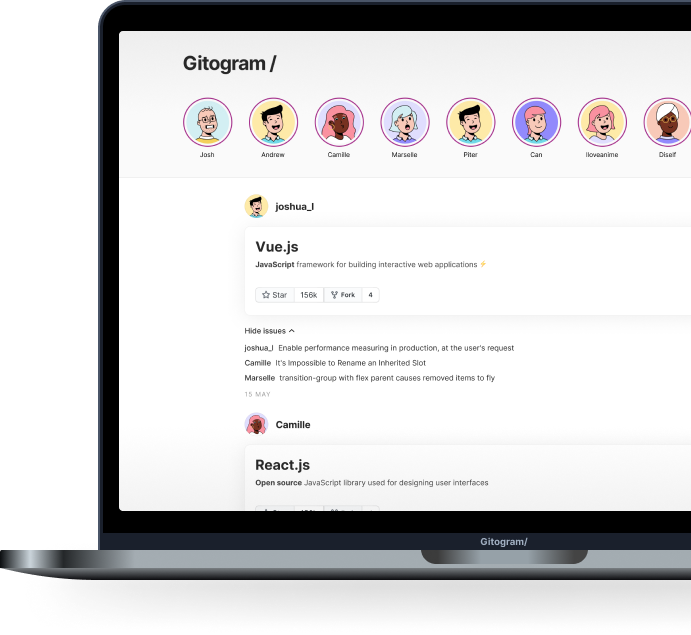 Gitogram /
Josh Andrew Camille Marselle Piter Can Iloveanime Diself
joshua_l
Vue.js
JavaScript framework for building interactive web applications ⚡
Star 156k Fork 4
Hide issues
joshua_l Enable performance measuring in production, at the user's request
Camille It's Impossible to Rename an Inherited Slot
Marselle transition-group with flex parent causes removed items to fly
15 MAY
Camille
React.js
Open source JavaScript library used for designing user interfaces
Gitogram/